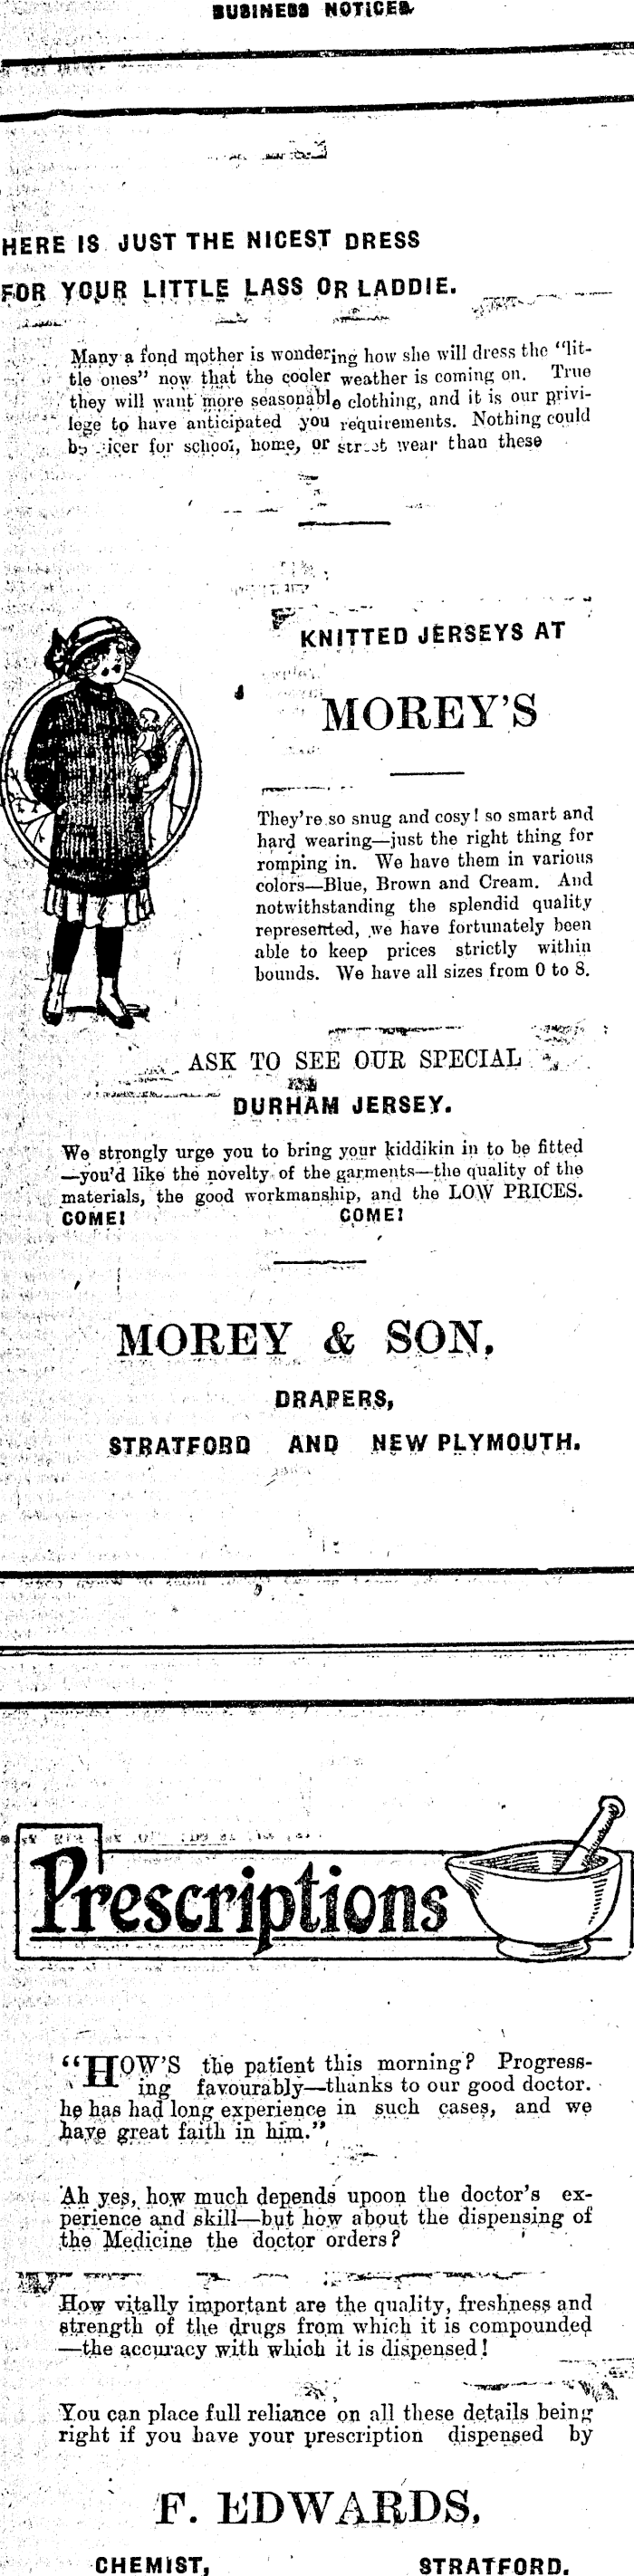 BUSINESS NOTICES.
HERE IS JUST THE NICEST DRESS
FOR YOUR LITTLE LASS OR LADDIE.
Many a fond mother is wondering how she will dress the "lit-
tle ones" now that the cooler weather is coming on. True
they will want more seasonable clothing, and it is our privi-
lege to have anticipated you requirements. Nothing could
for school, home, or street wear than these
KNITTED JERSEYS AT
MOREY'S
They're so snug and cosy! so smart and
hard wearing—just the right thing for
romping in. We have them in various
colors—Blue, Brown and Cream. And
notwithstanding the splendid quality
represented, we have fortunately been
able to keep prices strictly within
bounds. We have all sizes from 0 to 8.
ASK TO SEE OUR SPECIAL
DURHAM JERSEY.
We strongly urge you to bring your kiddikin in to be fitted
—you'd like the novelty of the garments—the quality of the
materials, the good workmanship, and the LOW PRICES.
COME! COME!
MOREY & SON,
DRAPERS,
STRATFORD AND NEW PLYMOUTH.
Prescriptions
"HOW'S the patient this morning? Progress-
ing favourably—thanks to our good doctor.
he has had long experience in such cases, and we
have great faith in him."
Ah yes, how much depends upoon the doctor's ex-
perience and skill—but how about the dispensing of
the Medicine the doctor orders?
How vitally important are the quality, freshness and
strength of the drugs from which it is compounded
—the accuracy with which it is dispensed!
You can place full reliance on all these details being
right if you have your prescription dispensed by
F. EDWARDS,
CHEMIST, STRATFORD.